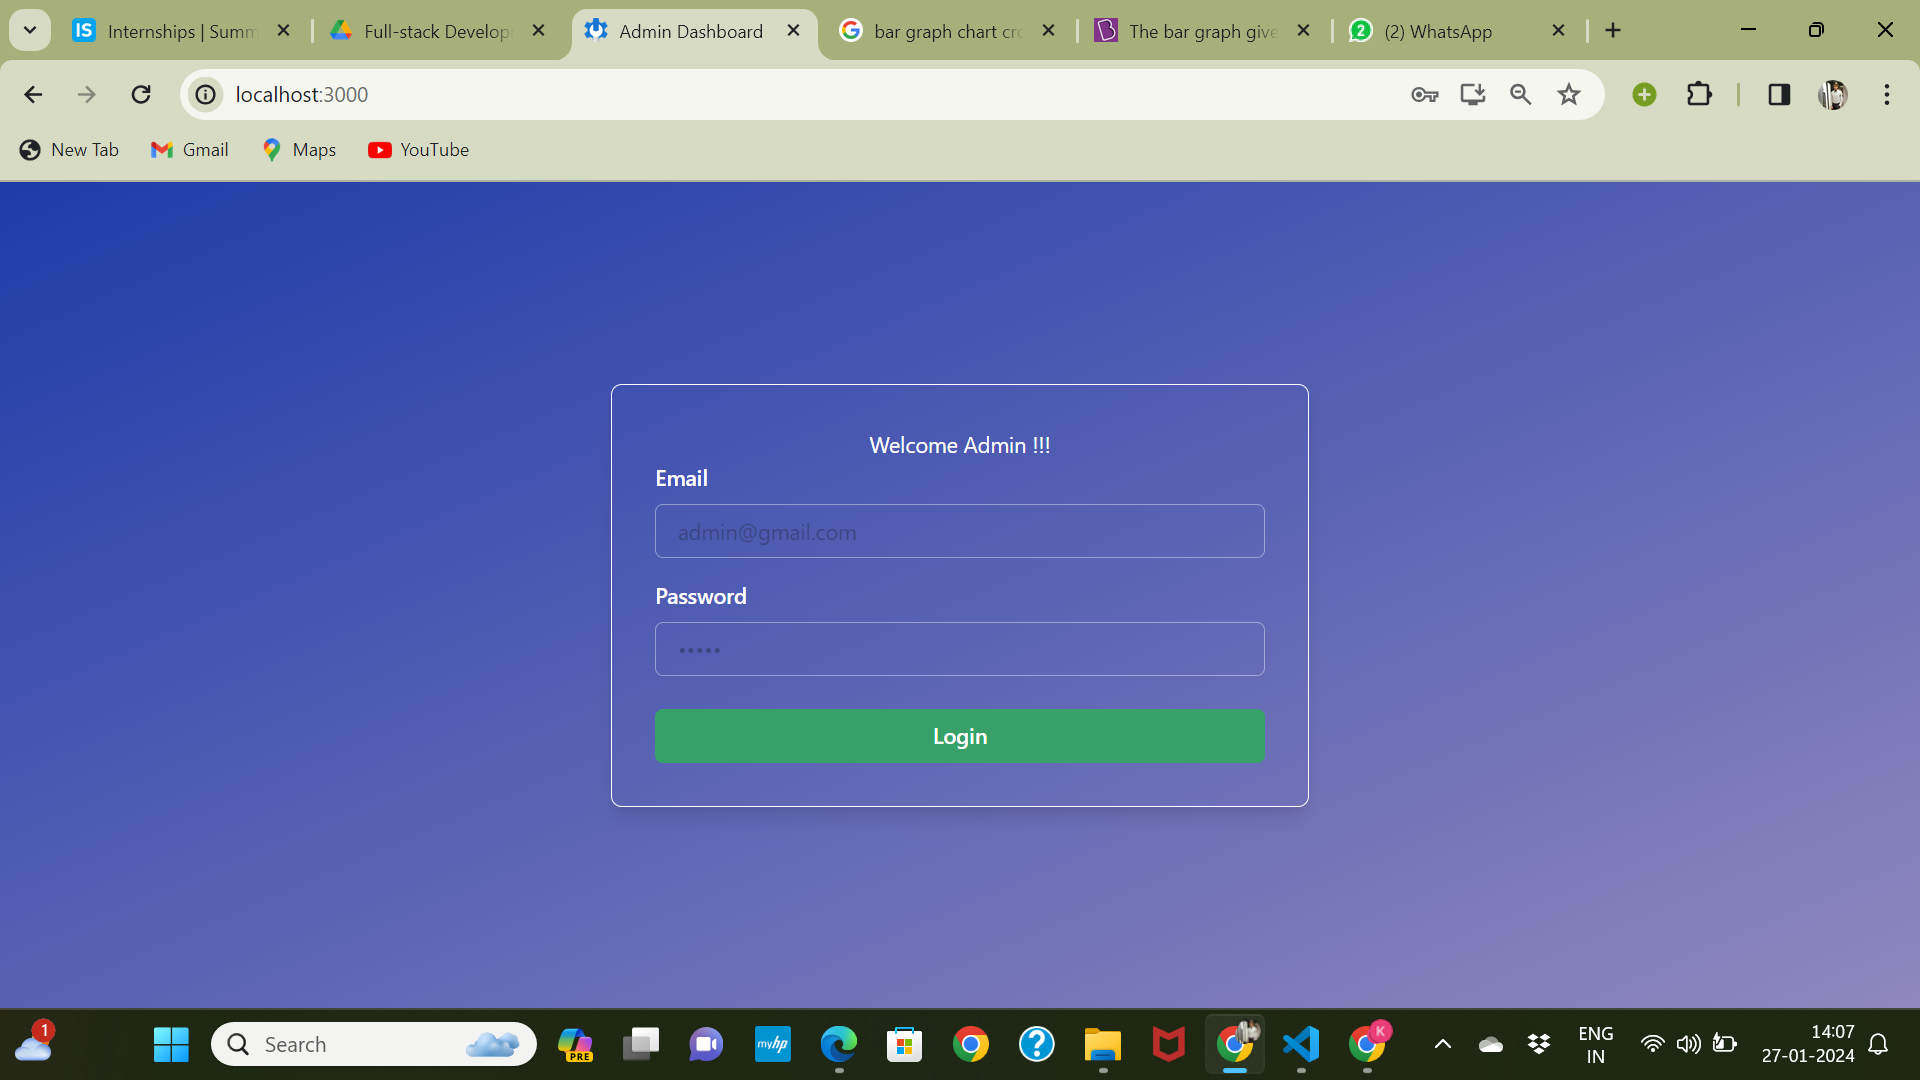 IS Internships | Summ
Full-stack Develop
Admin Dashboard
bar graph chart cr
The bar graph give
2 (2) WhatsApp
localhost:3000
New Tab
Gmail
Maps
YouTube
Welcome Admin !!!
Email
admin@gmail.com
Password
•••••
Login
1
Search
PRE
myhp
K
ENG
IN
14:07
27-01-2024